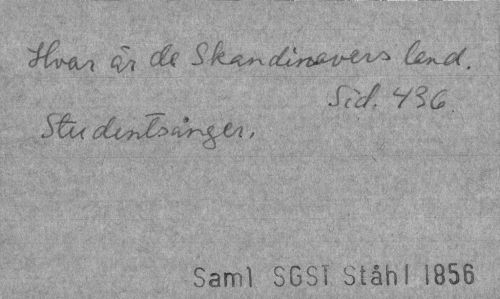 Hvar är de Skandinavers land.
Sid. 436.
Studentsånger.
Saml SGST Ståhl 1856